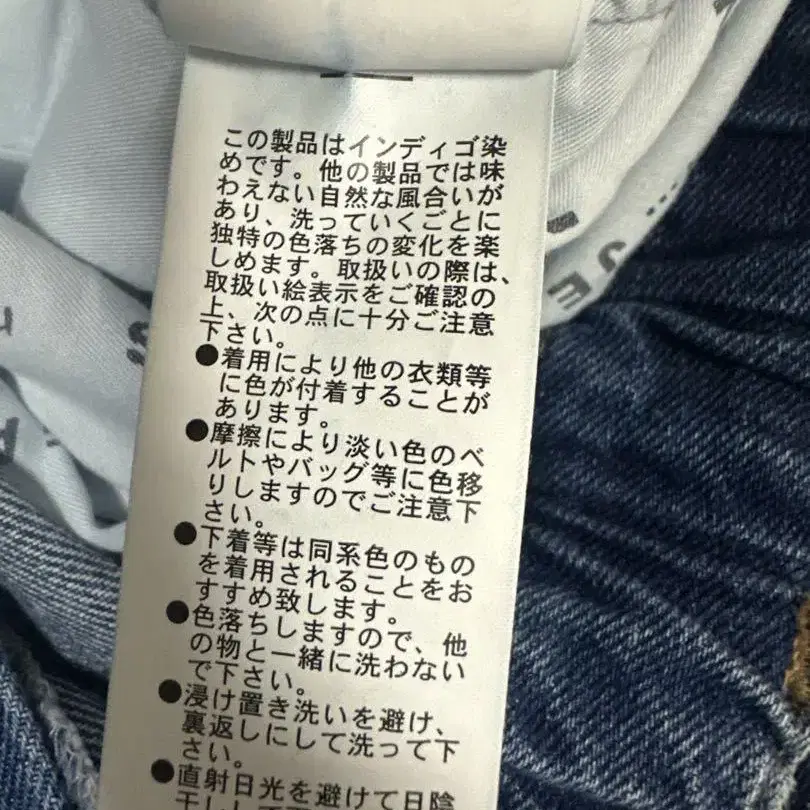 この製品はインディゴ染
めです。他の製品では味
わえない自然な風合いが
あり、洗っていくごとに
独特の色落ちの変化を楽
しめます。取扱いの際は、
取扱い絵表示をご確認の
上、次の点に十分ご注意
下さい。
●着用により他の衣類等
に色が付着することが
あります。
●摩擦により淡い色のベ
ルトやバッグ等に色移
りしますのでご注意下
さい。
●下着等は同系色のもの
を着用されることをお
すすめ致します。
●色落ちしますので、他
の物と一緒に洗わない
で下さい。
●浸け置き洗いを避け、
裏返しにして洗って下
さい。
●直射日光を避けて日陰